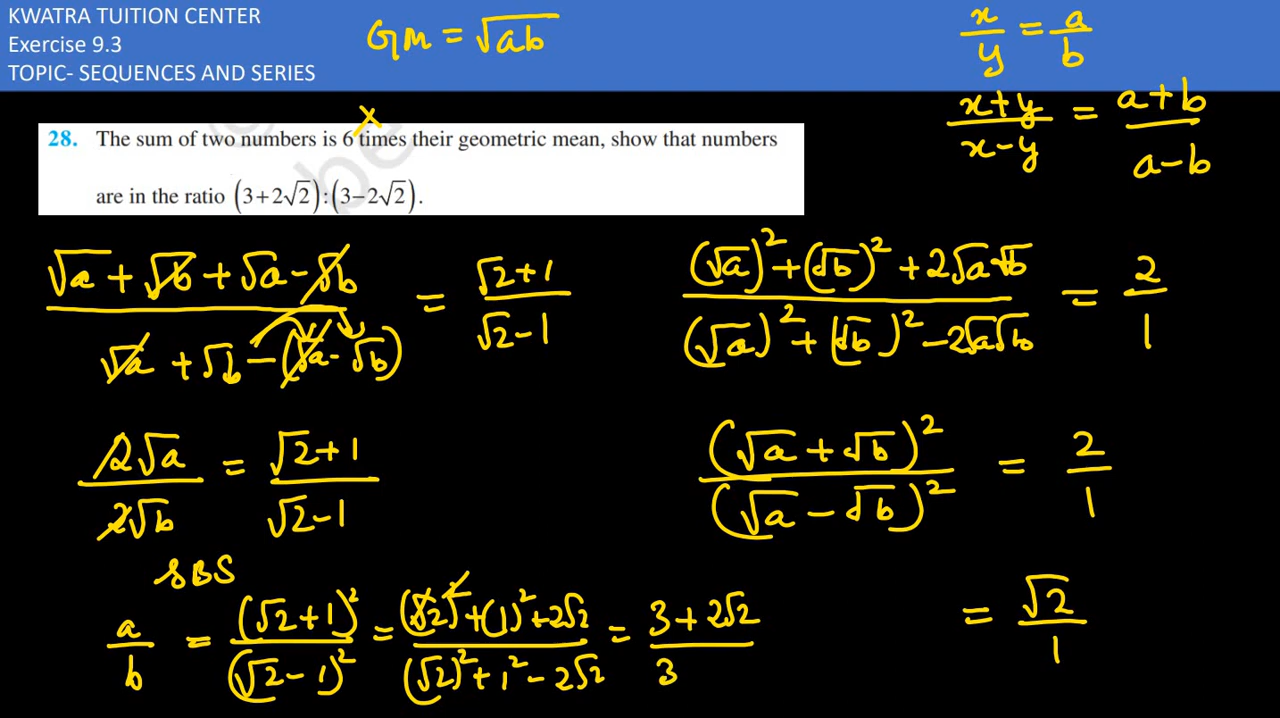 KWATRA TUITION CENTER
Exercise 9.3
TOPIC- SEQUENCES AND SERIES
GM = √ab
x/y = a/b
(x+y)/(x-y) = (a+b)/(a-b)
28. The sum of two numbers is 6 times their geometric mean, show that numbers
×
are in the ratio (3+2√2):(3−2√2).
(√a + √b + √a - √b)/(√a + √b - (√a - √b)) = (√2+1)/(√2-1)
2√a/2√b = (√2+1)/(√2-1)
SBS
a/b = (√2+1)²/(√2-1)² = ((√2)²+(1)²+2√2)/((√2)²+1²-2√2) = 3+2√2/3
((√a)²+(√b)²+2√a√b)/((√a)²+(√b)²-2√a√b) = 2/1
(√a+√b)²/(√a-√b)² = 2/1
= √2/1